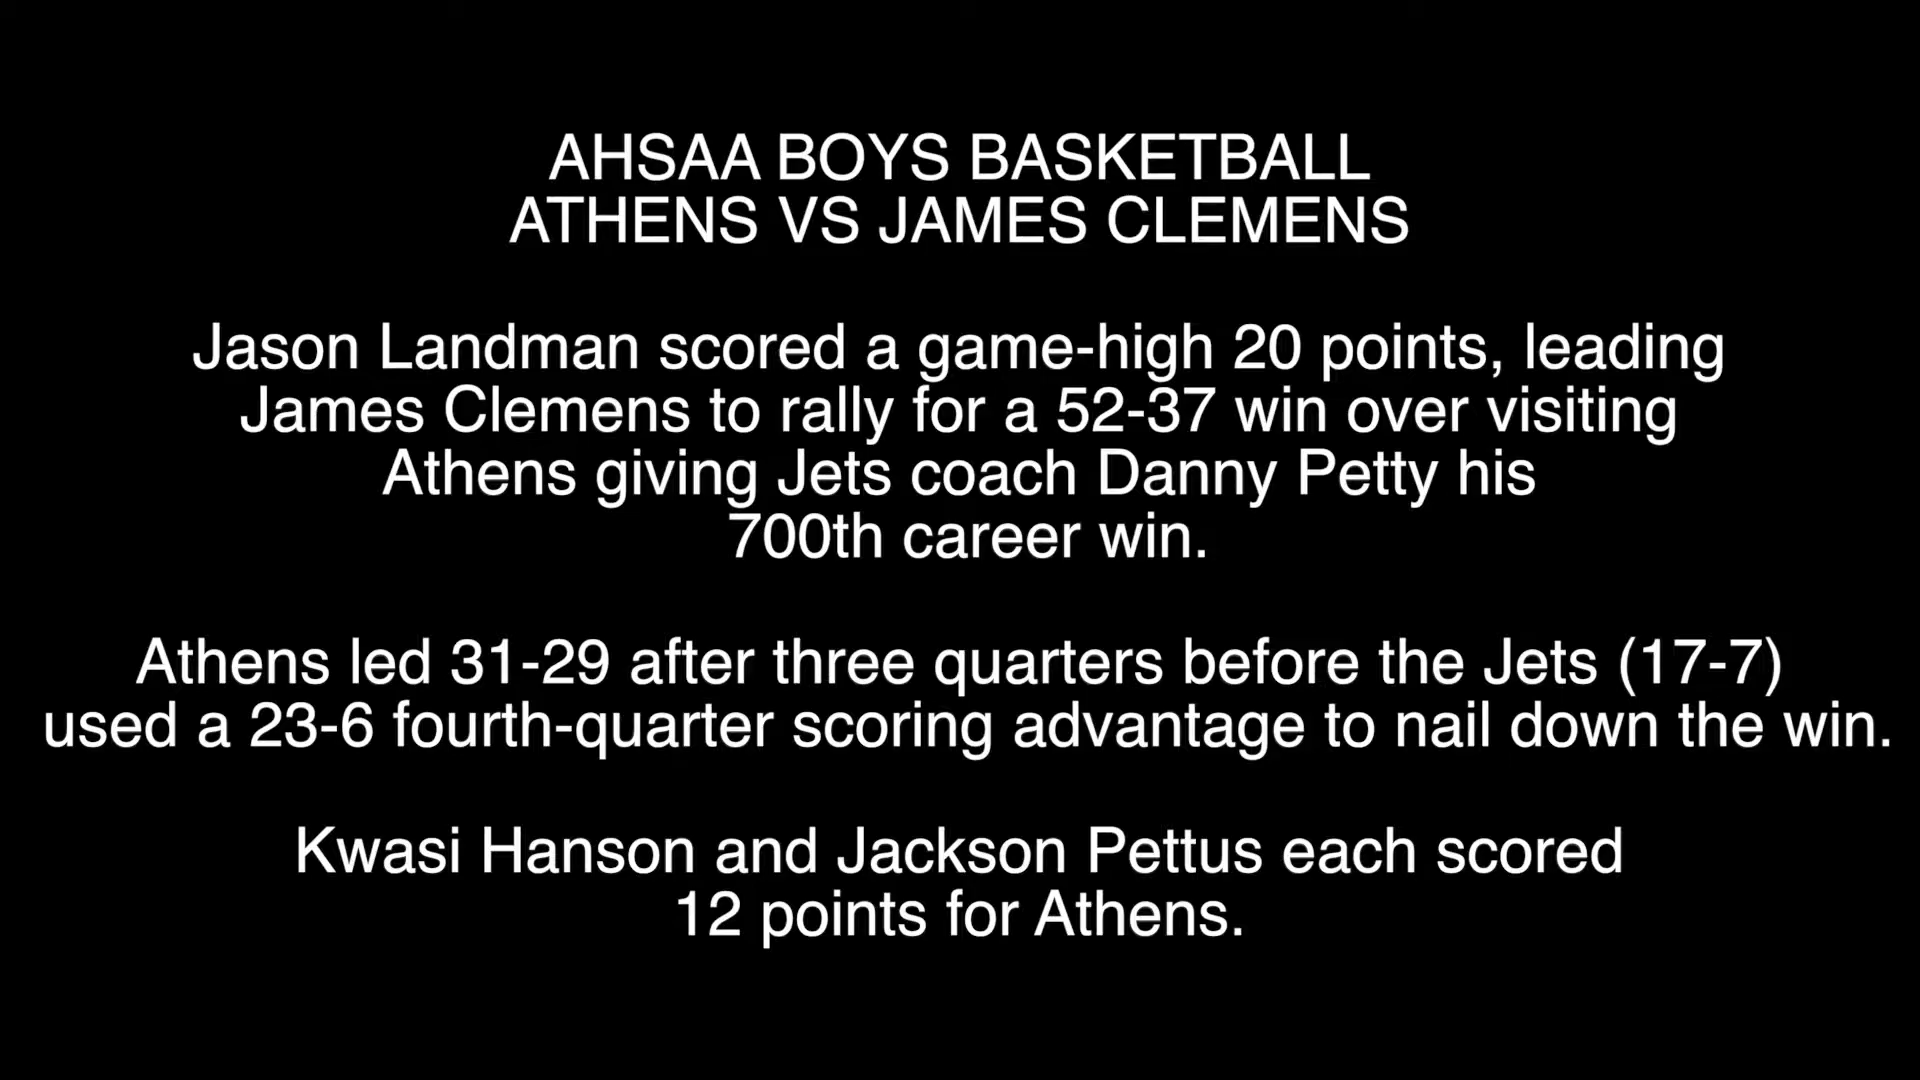 AHSAA BOYS BASKETBALL
ATHENS VS JAMES CLEMENS
Jason Landman scored a game-high 20 points, leading
James Clemens to rally for a 52-37 win over visiting
Athens giving Jets coach Danny Petty his
700th career win.
Athens led 31-29 after three quarters before the Jets (17-7)
used a 23-6 fourth-quarter scoring advantage to nail down the win.
Kwasi Hanson and Jackson Pettus each scored
12 points for Athens.